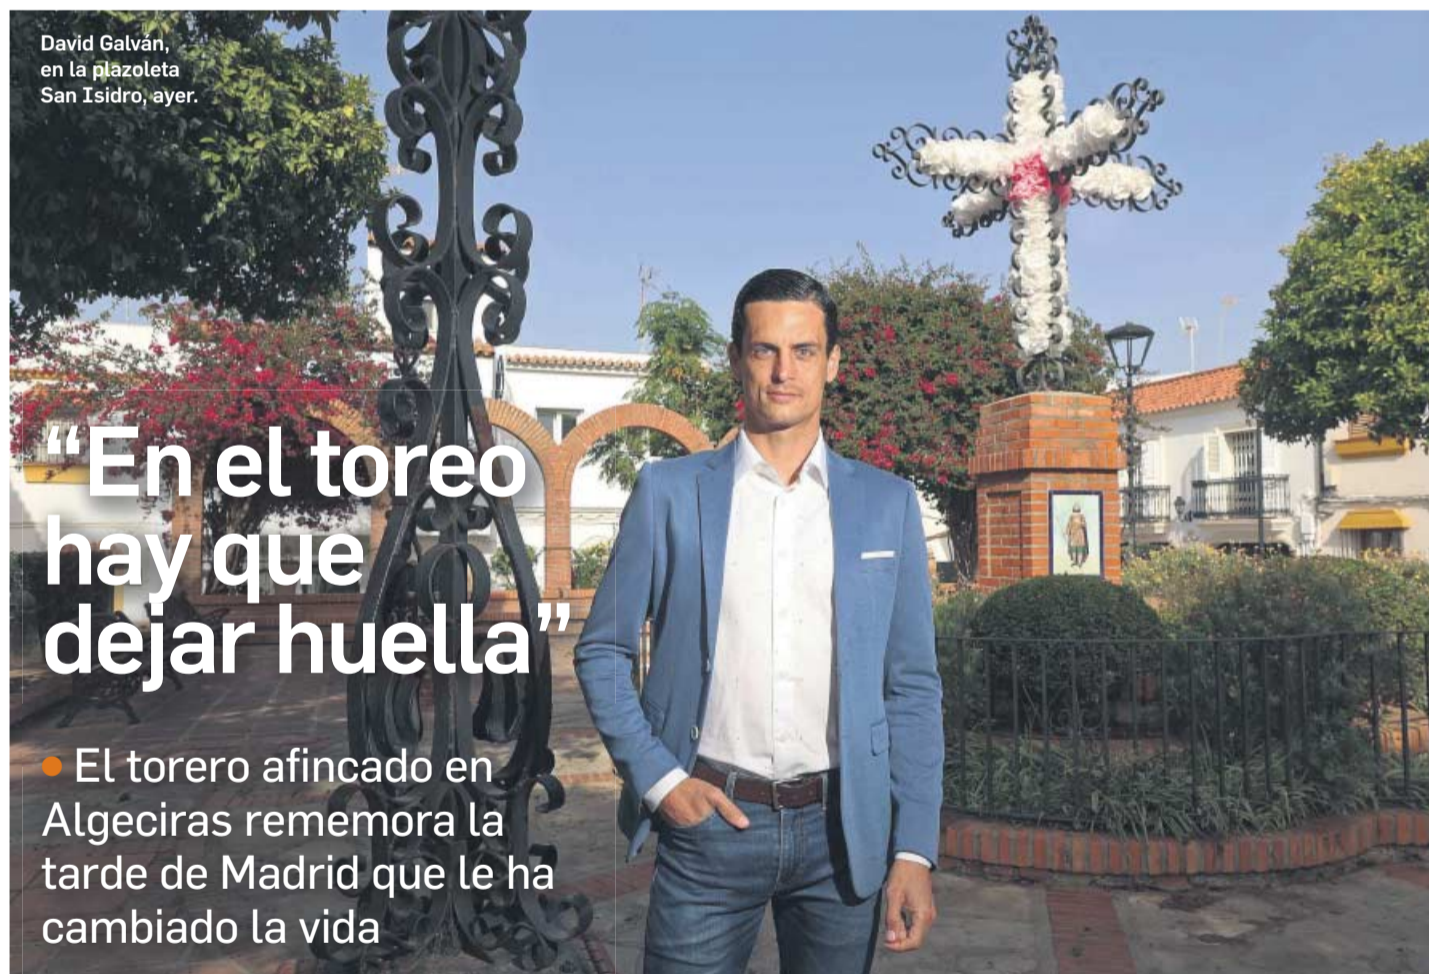 David Galván,
en la plazoleta
San Isidro, ayer.
“En el toreo
hay que
dejar huella”
● El torero afincado en
Algeciras rememora la
tarde de Madrid que le ha
cambiado la vida